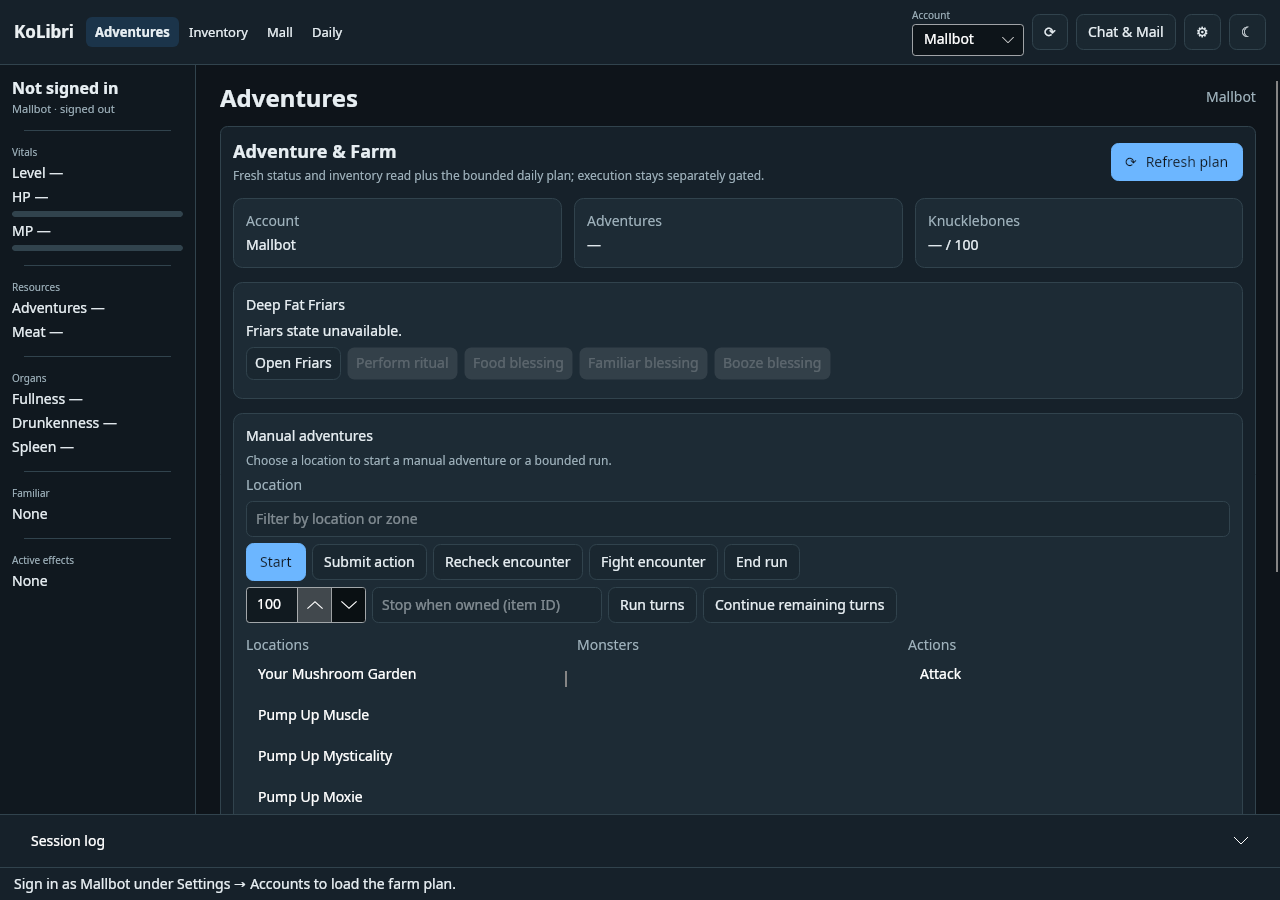 KoLibri Adventures Inventory Mall Daily Account Mallbot ⟳ Chat & Mail ⚙ ☾
Not signed in
Mallbot · signed out
Vitals
Level —
HP —
MP —
Resources
Adventures —
Meat —
Organs
Fullness —
Drunkenness —
Spleen —
Familiar
None
Active effects
None
Adventures Mallbot
Adventure & Farm
Fresh status and inventory read plus the bounded daily plan; execution stays separately gated.
⟳ Refresh plan
Account
Mallbot
Adventures
—
Knucklebones
— / 100
Deep Fat Friars
Friars state unavailable.
Open Friars Perform ritual Food blessing Familiar blessing Booze blessing
Manual adventures
Choose a location to start a manual adventure or a bounded run.
Location
Filter by location or zone
Start Submit action Recheck encounter Fight encounter End run
100 Stop when owned (item ID) Run turns Continue remaining turns
Locations Monsters Actions
Your Mushroom Garden Attack
Pump Up Muscle
Pump Up Mysticality
Pump Up Moxie
Session log
Sign in as Mallbot under Settings → Accounts to load the farm plan.